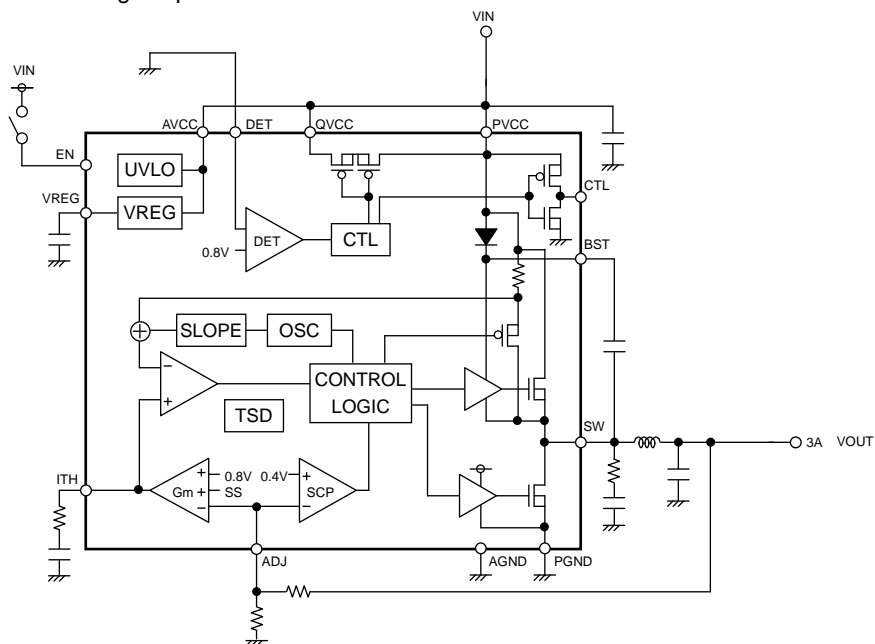 VIN
VIN
AVCC
DET
QVCC
PVCC
EN
UVLO
CTL
VREG
VREG
DET
0.8V
CTL
BST
SLOPE
OSC
CONTROL
LOGIC
TSD
SW
3A VOUT
ITH
Gm
0.8V
SS
0.4V
SCP
ADJ
AGND
PGND